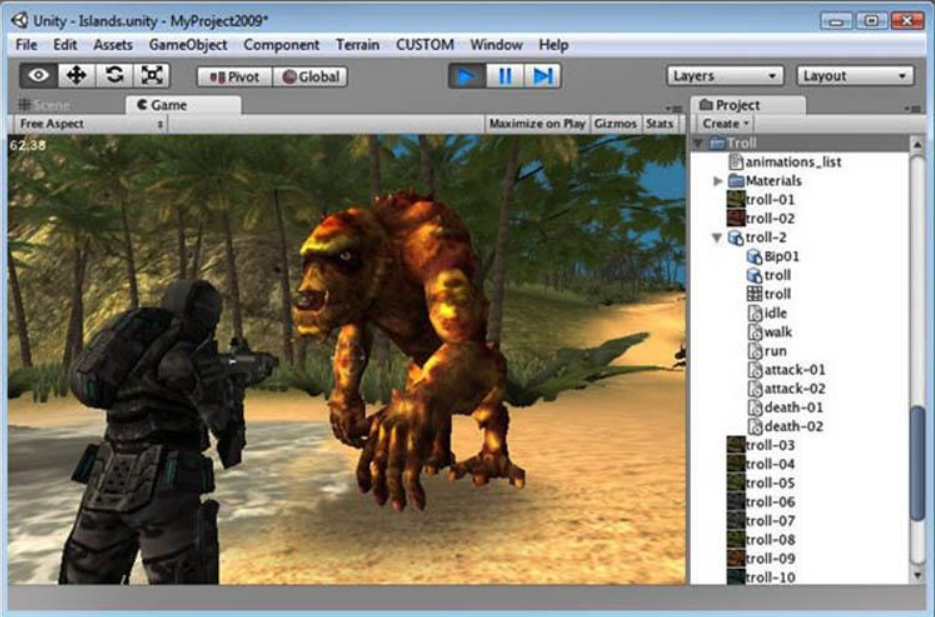 Unity - Islands.unity - MyProject2009*
File Edit Assets GameObject Component Terrain CUSTOM Window Help
Pivot Global Layers Layout
Scene Game Project
Free Aspect Maximize on Play Gizmos Stats Create
62.38
Troll
animations_list
Materials
troll-01
troll-02
troll-2
Bip01
troll
troll
idle
walk
run
attack-01
attack-02
death-01
death-02
troll-03
troll-04
troll-05
troll-06
troll-07
troll-08
troll-09
troll-10